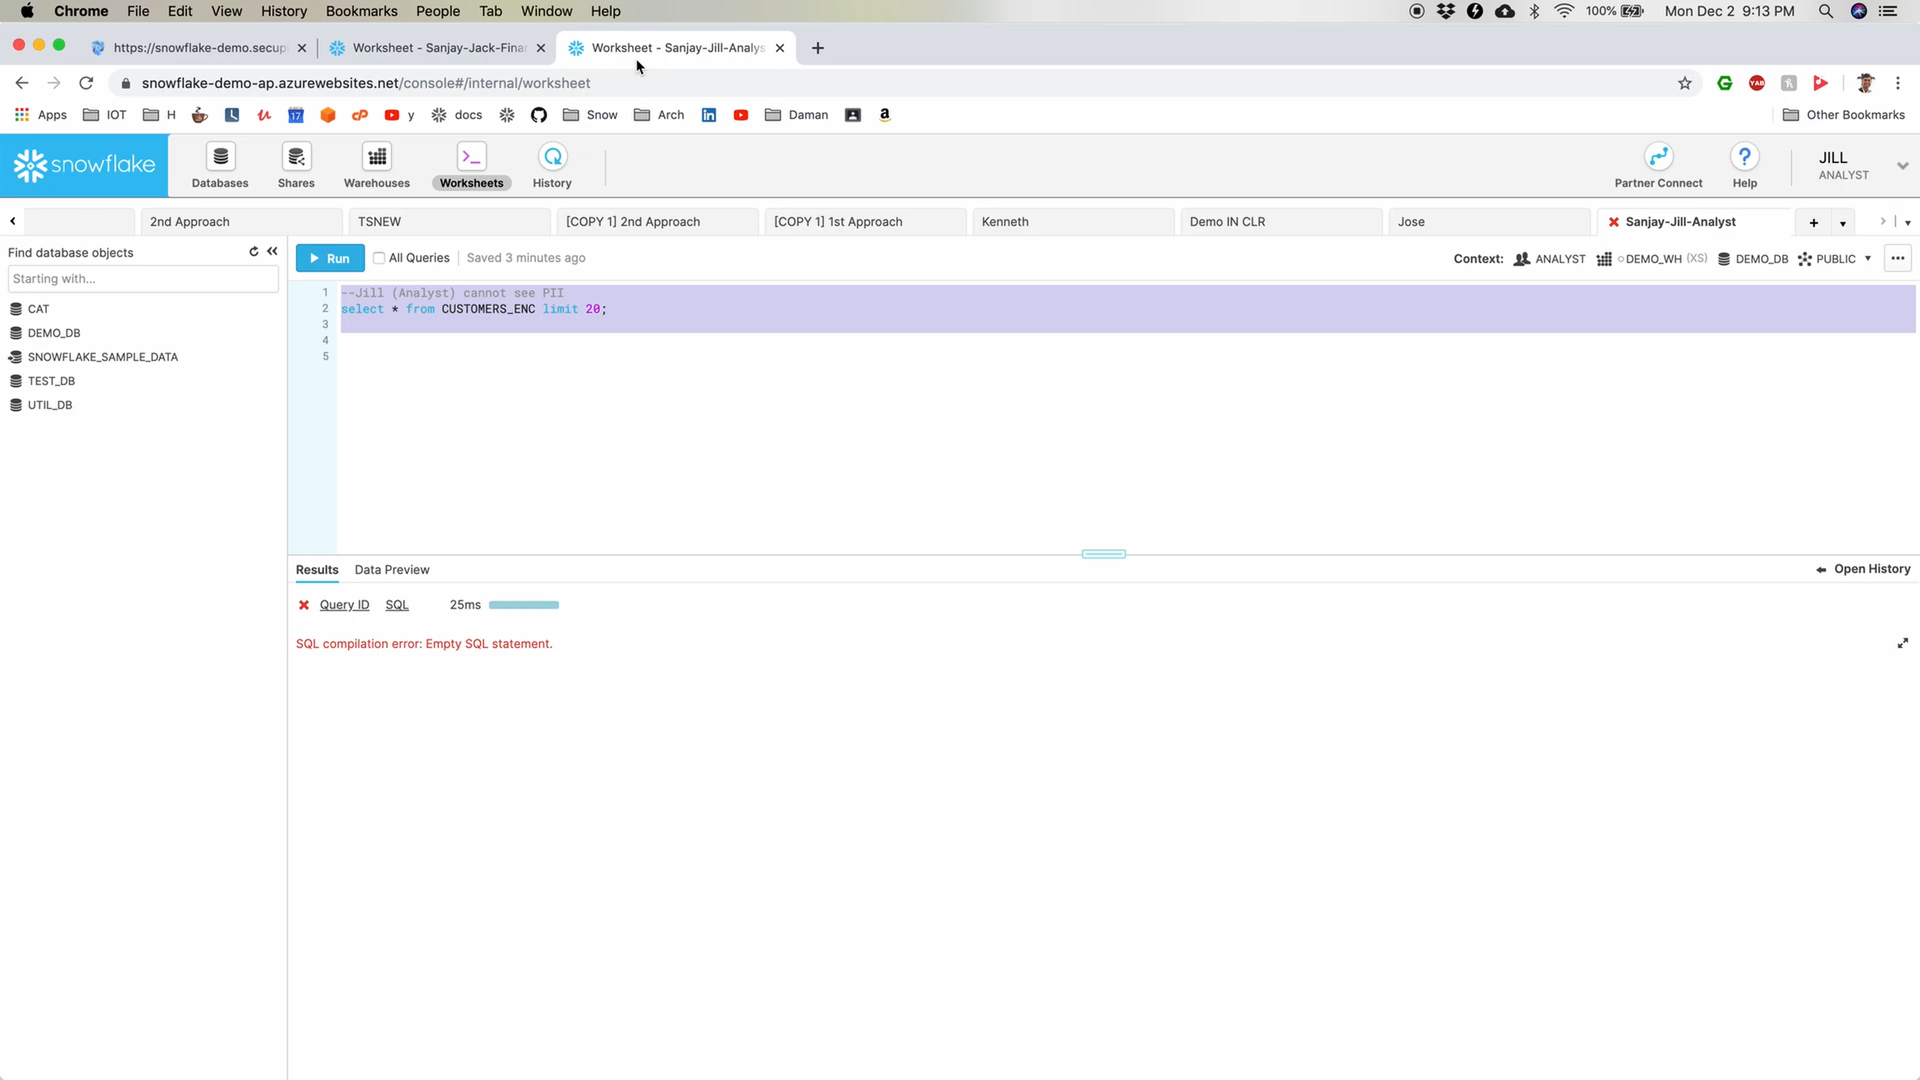 Chrome File Edit View History Bookmarks People Tab Window Help 100% Mon Dec 2 9:13 PM
https://snowflake-demo.secupi Worksheet - Sanjay-Jack-Finan Worksheet - Sanjay-Jill-Analys
snowflake-demo-ap.azurewebsites.net/console#/internal/worksheet
Apps IOT H 17 y docs Snow Arch Daman Other Bookmarks
snowflake Databases Shares Warehouses Worksheets History Partner Connect Help JILL
ANALYST
2nd Approach TSNEW [COPY 1] 2nd Approach [COPY 1] 1st Approach Kenneth Demo IN CLR Jose Sanjay-Jill-Analyst
Find database objects
Starting with...
CAT
DEMO_DB
SNOWFLAKE_SAMPLE_DATA
TEST_DB
UTIL_DB
Run All Queries Saved 3 minutes ago Context: ANALYST DEMO_WH (XS) DEMO_DB PUBLIC
1 --Jill (Analyst) cannot see PII
2 select * from CUSTOMERS_ENC limit 20;
3
4
5
Results Data Preview Open History
Query ID SQL 25ms
SQL compilation error: Empty SQL statement.